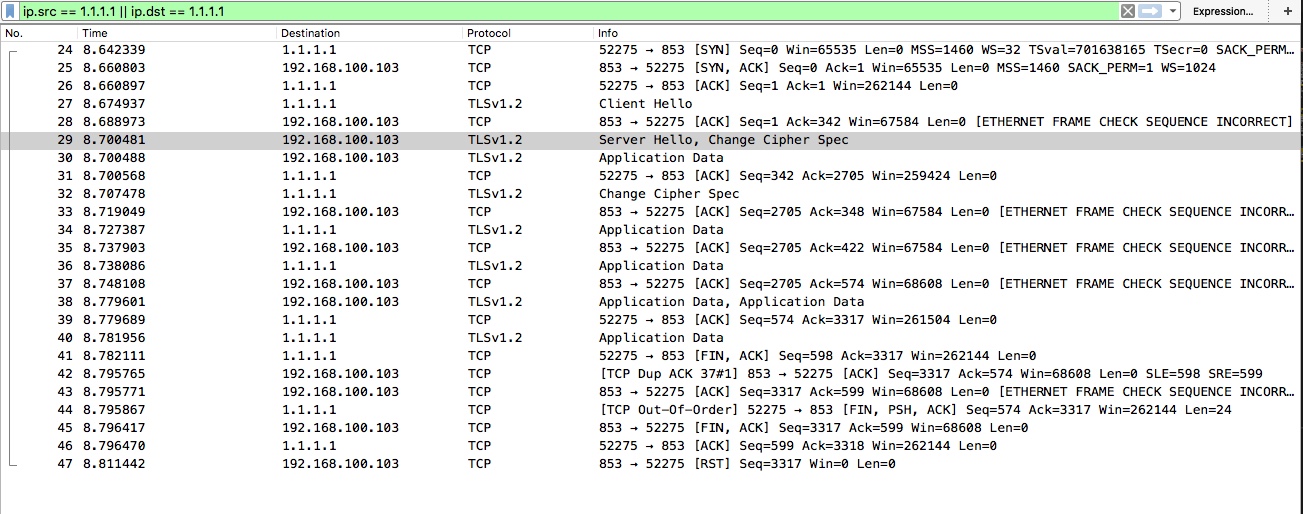 ip.src == 1.1.1.1 || ip.dst == 1.1.1.1 Expression... +
No. Time Destination Protocol Info
24 8.642339 1.1.1.1 TCP 52275 → 853 [SYN] Seq=0 Win=65535 Len=0 MSS=1460 WS=32 TSval=701638165 TSecr=0 SACK_PERM…
25 8.660803 192.168.100.103 TCP 853 → 52275 [SYN, ACK] Seq=0 Ack=1 Win=65535 Len=0 MSS=1460 SACK_PERM=1 WS=1024
26 8.660897 1.1.1.1 TCP 52275 → 853 [ACK] Seq=1 Ack=1 Win=262144 Len=0
27 8.674937 1.1.1.1 TLSv1.2 Client Hello
28 8.688973 192.168.100.103 TCP 853 → 52275 [ACK] Seq=1 Ack=342 Win=67584 Len=0 [ETHERNET FRAME CHECK SEQUENCE INCORRECT]
29 8.700481 192.168.100.103 TLSv1.2 Server Hello, Change Cipher Spec
30 8.700488 192.168.100.103 TLSv1.2 Application Data
31 8.700568 1.1.1.1 TCP 52275 → 853 [ACK] Seq=342 Ack=2705 Win=259424 Len=0
32 8.707478 1.1.1.1 TLSv1.2 Change Cipher Spec
33 8.719049 192.168.100.103 TCP 853 → 52275 [ACK] Seq=2705 Ack=348 Win=67584 Len=0 [ETHERNET FRAME CHECK SEQUENCE INCORR…
34 8.727387 1.1.1.1 TLSv1.2 Application Data
35 8.737903 192.168.100.103 TCP 853 → 52275 [ACK] Seq=2705 Ack=422 Win=67584 Len=0 [ETHERNET FRAME CHECK SEQUENCE INCORR…
36 8.738086 1.1.1.1 TLSv1.2 Application Data
37 8.748108 192.168.100.103 TCP 853 → 52275 [ACK] Seq=2705 Ack=574 Win=68608 Len=0 [ETHERNET FRAME CHECK SEQUENCE INCORR…
38 8.779601 192.168.100.103 TLSv1.2 Application Data, Application Data
39 8.779689 1.1.1.1 TCP 52275 → 853 [ACK] Seq=574 Ack=3317 Win=261504 Len=0
40 8.781956 1.1.1.1 TLSv1.2 Application Data
41 8.782111 1.1.1.1 TCP 52275 → 853 [FIN, ACK] Seq=598 Ack=3317 Win=262144 Len=0
42 8.795765 192.168.100.103 TCP [TCP Dup ACK 37#1] 853 → 52275 [ACK] Seq=3317 Ack=574 Win=68608 Len=0 SLE=598 SRE=599
43 8.795771 192.168.100.103 TCP 853 → 52275 [ACK] Seq=3317 Ack=599 Win=68608 Len=0 [ETHERNET FRAME CHECK SEQUENCE INCORR…
44 8.795867 1.1.1.1 TCP [TCP Out-Of-Order] 52275 → 853 [FIN, PSH, ACK] Seq=574 Ack=3317 Win=262144 Len=24
45 8.796417 192.168.100.103 TCP 853 → 52275 [FIN, ACK] Seq=3317 Ack=599 Win=68608 Len=0
46 8.796470 1.1.1.1 TCP 52275 → 853 [ACK] Seq=599 Ack=3318 Win=262144 Len=0
47 8.811442 192.168.100.103 TCP 853 → 52275 [RST] Seq=3317 Win=0 Len=0